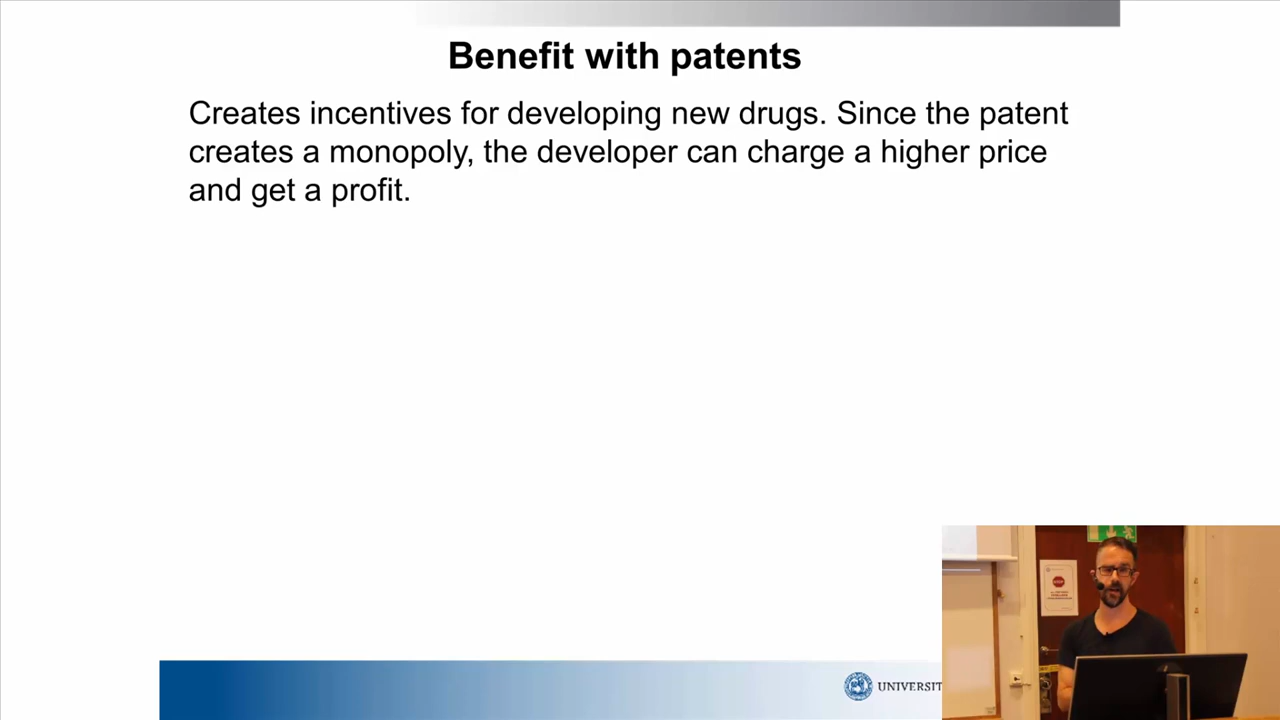 Benefit with patents
Creates incentives for developing new drugs. Since the patent
creates a monopoly, the developer can charge a higher price
and get a profit.
STOP